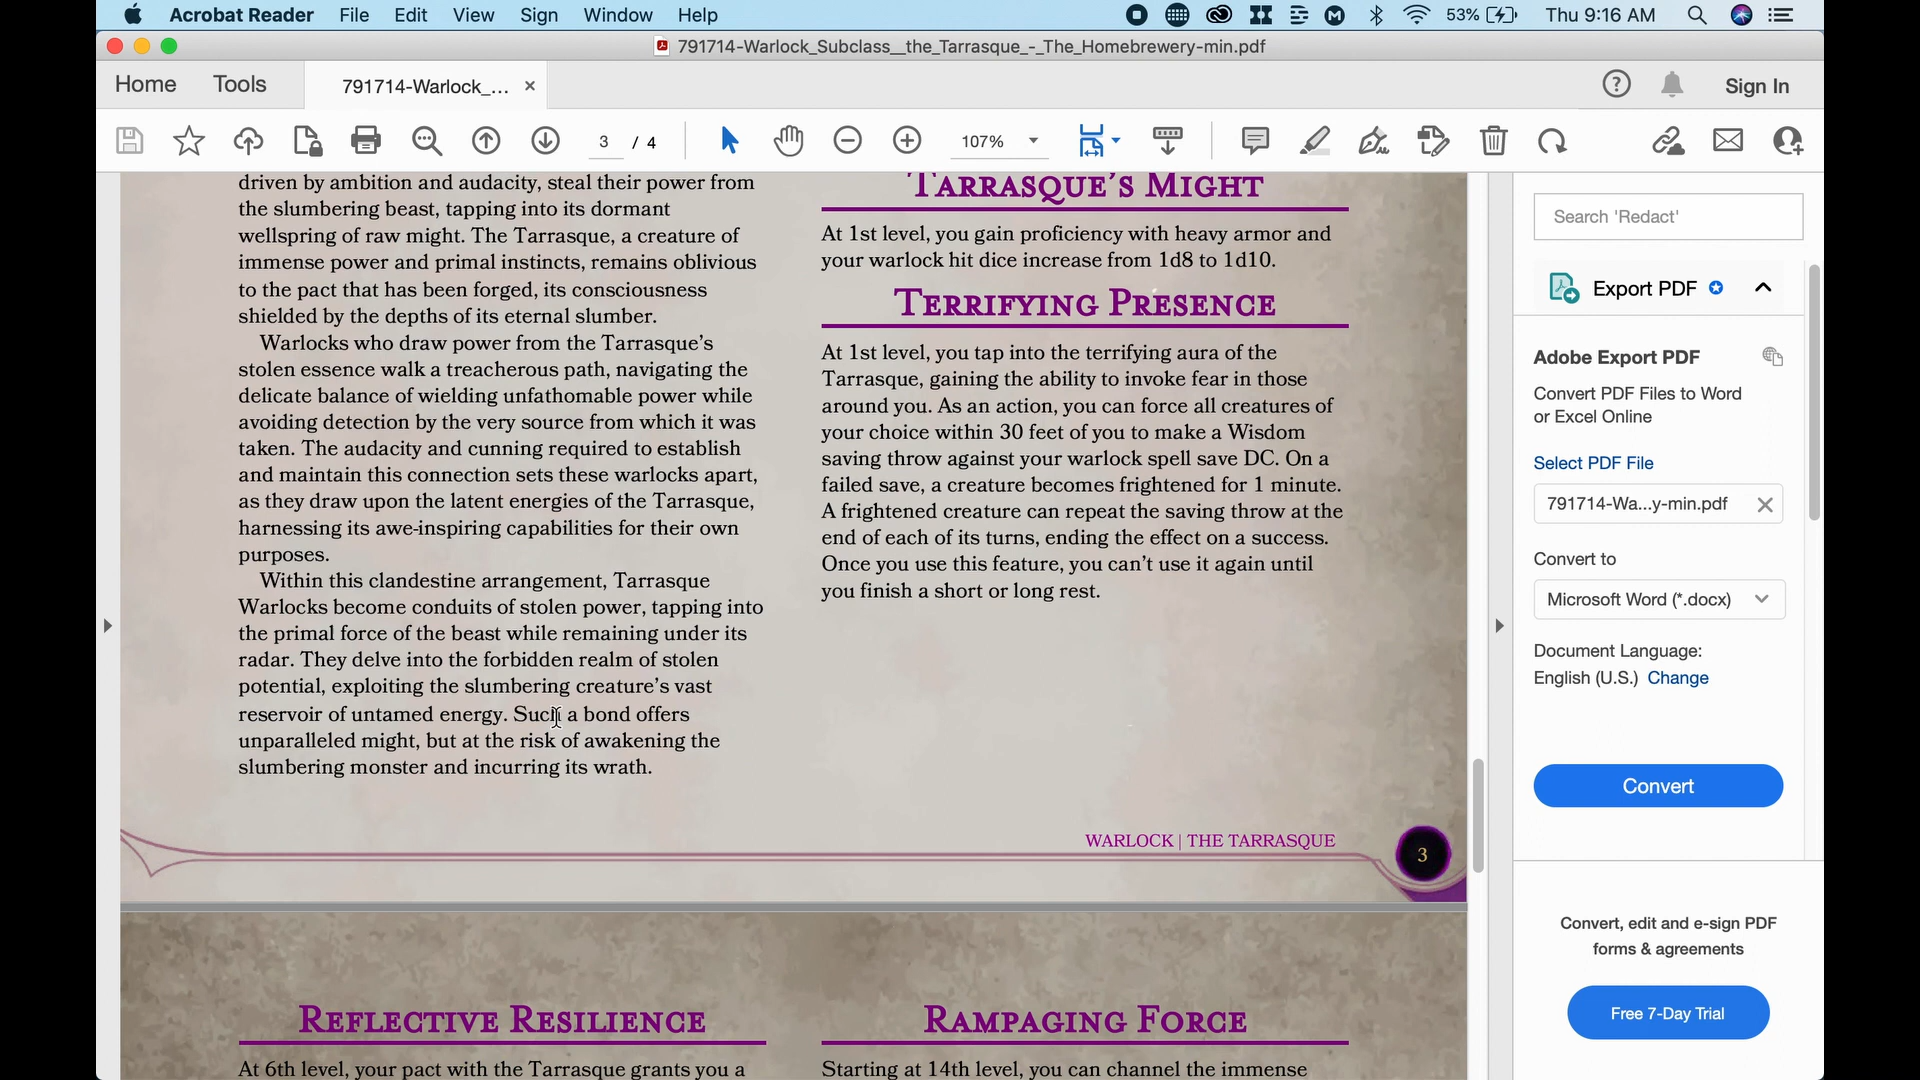 Acrobat Reader File Edit View Sign Window Help 53% Thu 9:16 AM
791714-Warlock_Subclass__the_Tarrasque_-_The_Homebrewery-min.pdf
Home Tools 791714-Warlock_... × Sign In
3 / 4 107%
driven by ambition and audacity, steal their power from
the slumbering beast, tapping into its dormant
wellspring of raw might. The Tarrasque, a creature of
immense power and primal instincts, remains oblivious
to the pact that has been forged, its consciousness
shielded by the depths of its eternal slumber.
Warlocks who draw power from the Tarrasque's
stolen essence walk a treacherous path, navigating the
delicate balance of wielding unfathomable power while
avoiding detection by the very source from which it was
taken. The audacity and cunning required to establish
and maintain this connection sets these warlocks apart,
as they draw upon the latent energies of the Tarrasque,
harnessing its awe-inspiring capabilities for their own
purposes.
Within this clandestine arrangement, Tarrasque
Warlocks become conduits of stolen power, tapping into
the primal force of the beast while remaining under its
radar. They delve into the forbidden realm of stolen
potential, exploiting the slumbering creature's vast
reservoir of untamed energy. Such a bond offers
unparalleled might, but at the risk of awakening the
slumbering monster and incurring its wrath.
Tarrasque's Might
At 1st level, you gain proficiency with heavy armor and
your warlock hit dice increase from 1d8 to 1d10.
Terrifying Presence
At 1st level, you tap into the terrifying aura of the
Tarrasque, gaining the ability to invoke fear in those
around you. As an action, you can force all creatures of
your choice within 30 feet of you to make a Wisdom
saving throw against your warlock spell save DC. On a
failed save, a creature becomes frightened for 1 minute.
A frightened creature can repeat the saving throw at the
end of each of its turns, ending the effect on a success.
Once you use this feature, you can't use it again until
you finish a short or long rest.
WARLOCK | THE TARRASQUE
3
Reflective Resilience
At 6th level, your pact with the Tarrasque grants you a
Rampaging Force
Starting at 14th level, you can channel the immense
Search 'Redact'
Export PDF
Adobe Export PDF
Convert PDF Files to Word
or Excel Online
Select PDF File
791714-Wa...y-min.pdf
Convert to
Microsoft Word (*.docx)
Document Language:
English (U.S.) Change
Convert
Convert, edit and e-sign PDF
forms & agreements
Free 7-Day Trial